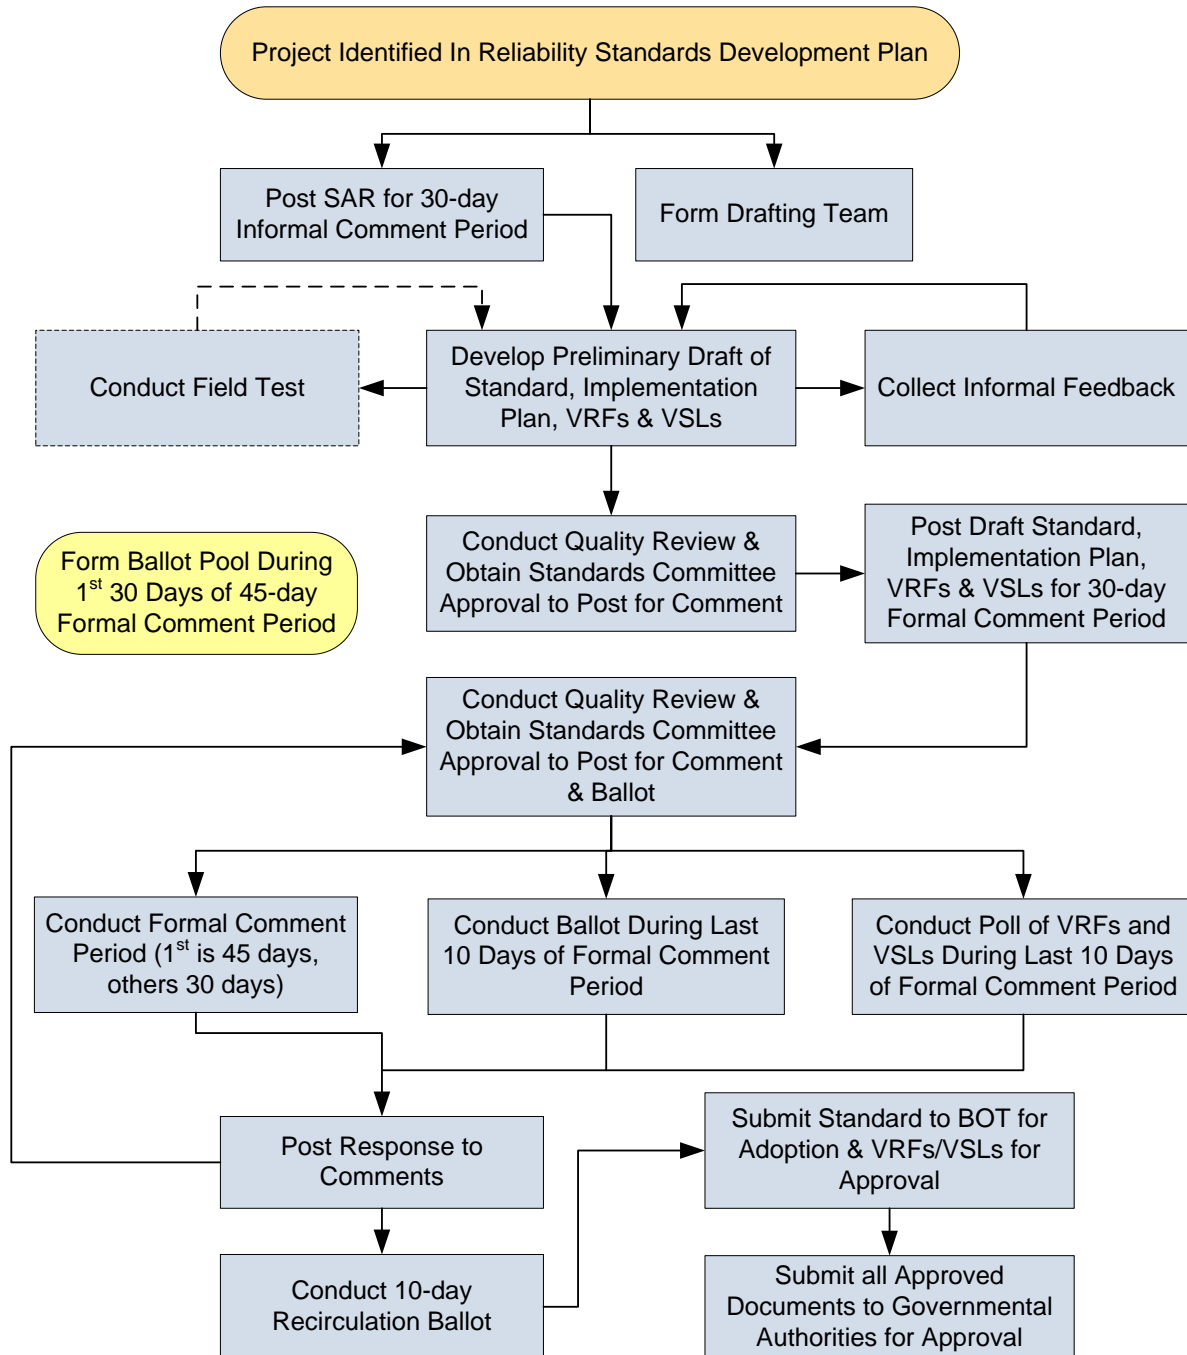 Project Identified In Reliability Standards Development Plan
Post SAR for 30-day
Informal Comment Period
Form Drafting Team
Conduct Field Test
Develop Preliminary Draft of
Standard, Implementation
Plan, VRFs & VSLs
Collect Informal Feedback
Form Ballot Pool During
1st 30 Days of 45-day
Formal Comment Period
Conduct Quality Review &
Obtain Standards Committee
Approval to Post for Comment
Post Draft Standard,
Implementation Plan,
VRFs & VSLs for 30-day
Formal Comment Period
Conduct Quality Review &
Obtain Standards Committee
Approval to Post for Comment
& Ballot
Conduct Formal Comment
Period (1st is 45 days,
others 30 days)
Conduct Ballot During Last
10 Days of Formal Comment
Period
Conduct Poll of VRFs and
VSLs During Last 10 Days
of Formal Comment Period
Post Response to
Comments
Submit Standard to BOT for
Adoption & VRFs/VSLs for
Approval
Conduct 10-day
Recirculation Ballot
Submit all Approved
Documents to Governmental
Authorities for Approval